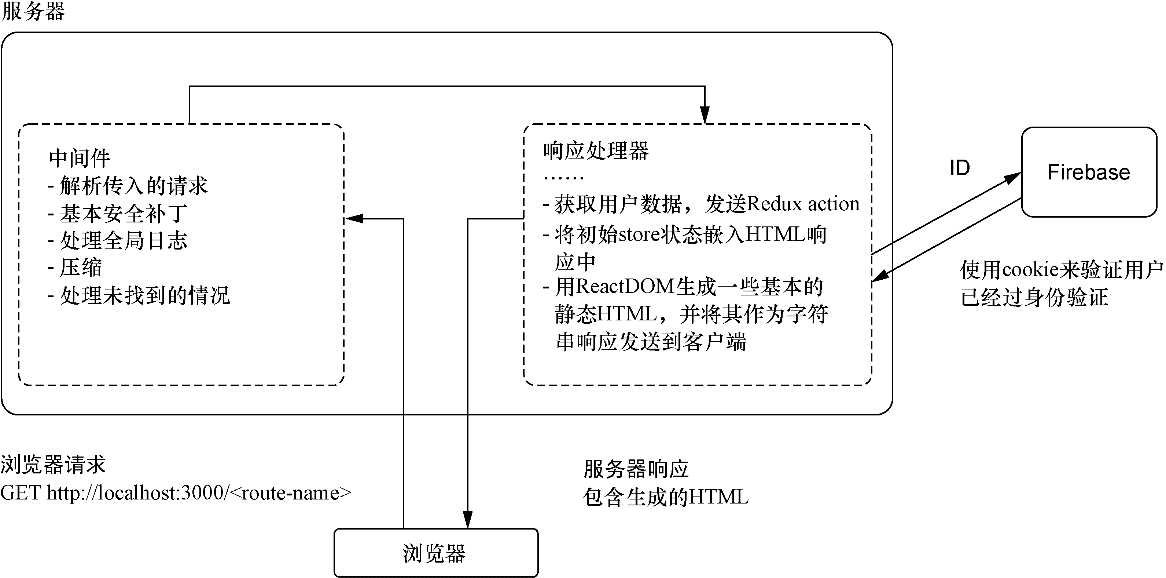 服务器
中间件
- 解析传入的请求
- 基本安全补丁
- 处理全局日志
- 压缩
- 处理未找到的情况
响应处理器
……
- 获取用户数据，发送Redux action
- 将初始store状态嵌入HTML响
应中
- 用ReactDOM生成一些基本的
静态HTML，并将其作为字符
串响应发送到客户端
ID
Firebase
使用cookie来验证用户
已经过身份验证
浏览器请求
GET http://localhost:3000/<route-name>
服务器响应
包含生成的HTML
浏览器